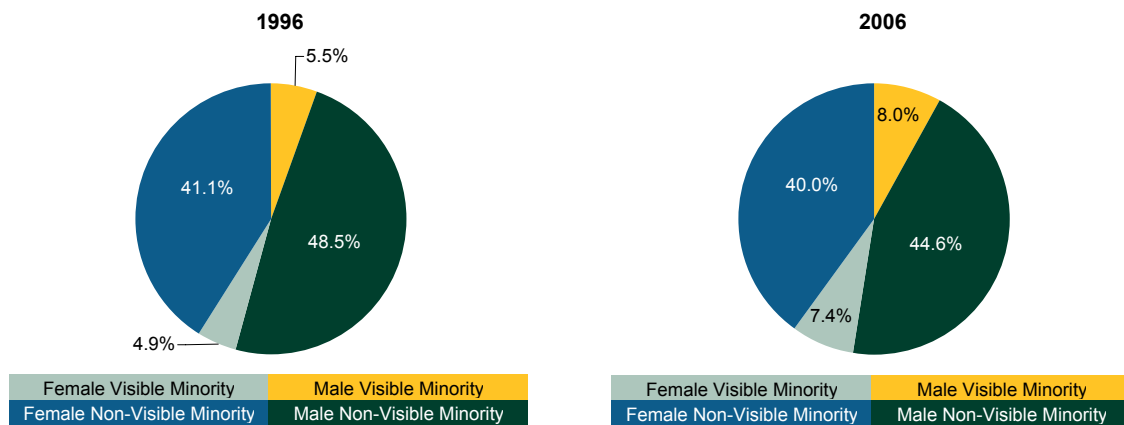 1996
5.5%
41.1%
48.5%
4.9%
Female Visible Minority Male Visible Minority
Female Non-Visible Minority Male Non-Visible Minority
2006
8.0%
40.0%
44.6%
7.4%
Female Visible Minority Male Visible Minority
Female Non-Visible Minority Male Non-Visible Minority